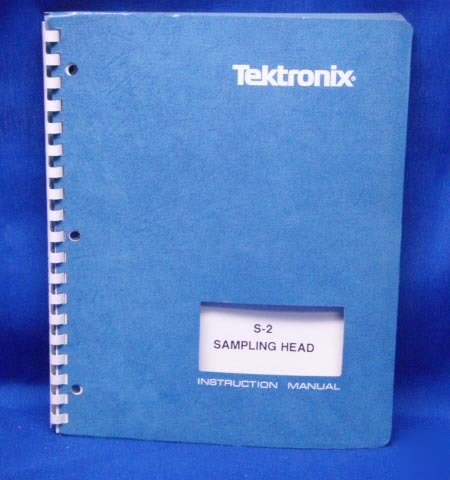 Tektronix®
S-2
SAMPLING HEAD
INSTRUCTION MANUAL